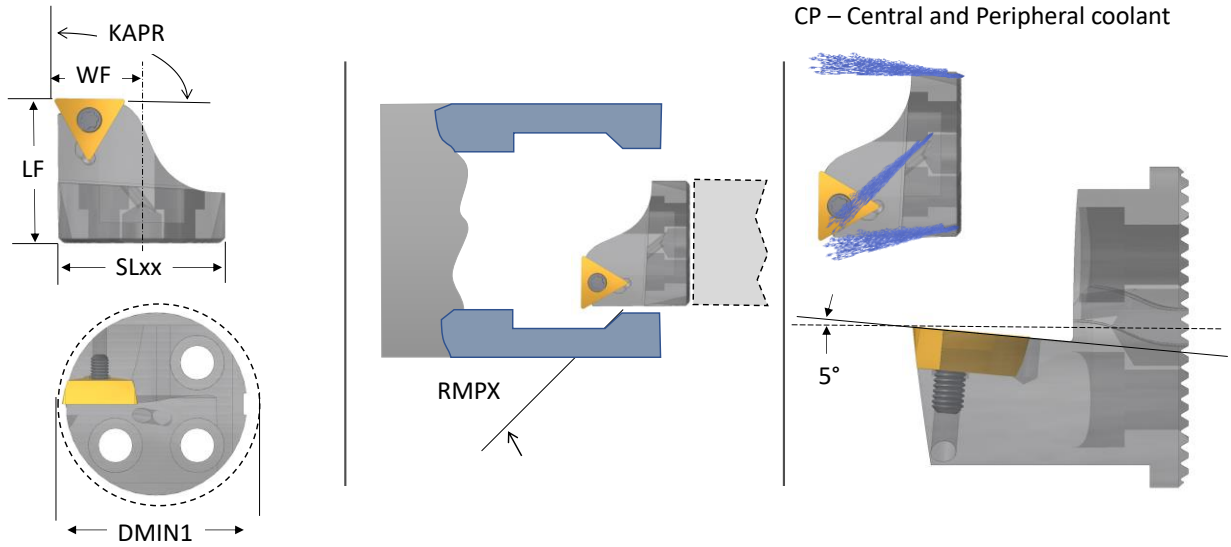 CP – Central and Peripheral coolant
KAPR
WF
LF
SLxx
DMIN1
RMPX
5°